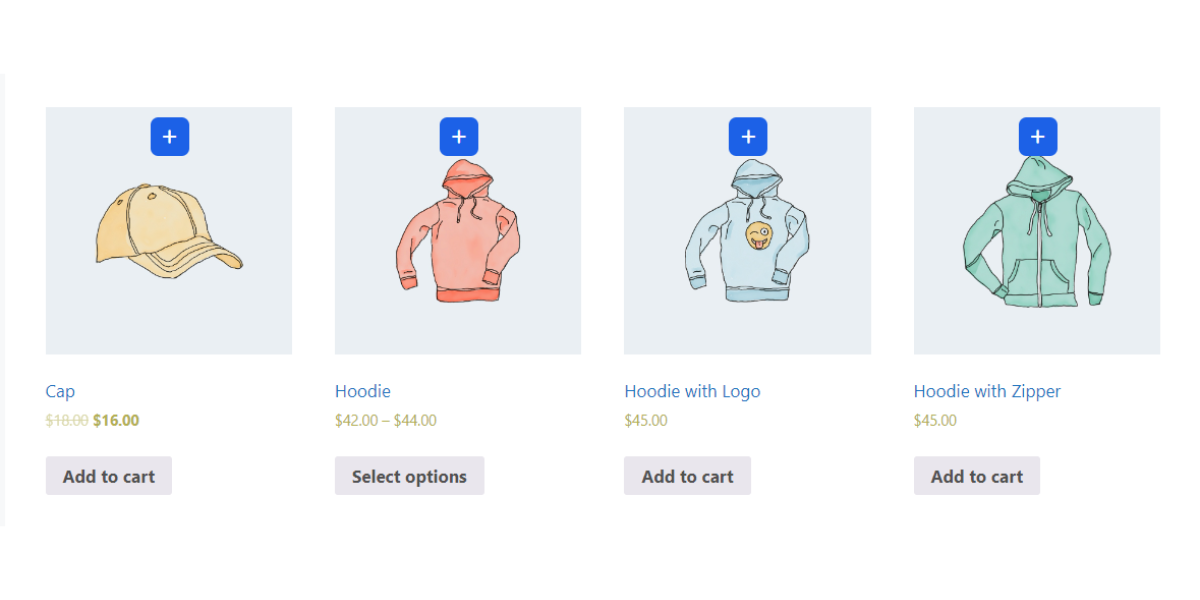 +
+
+
+
Cap
$18.00 $16.00
Add to cart
Hoodie
$42.00 – $44.00
Select options
Hoodie with Logo
$45.00
Add to cart
Hoodie with Zipper
$45.00
Add to cart